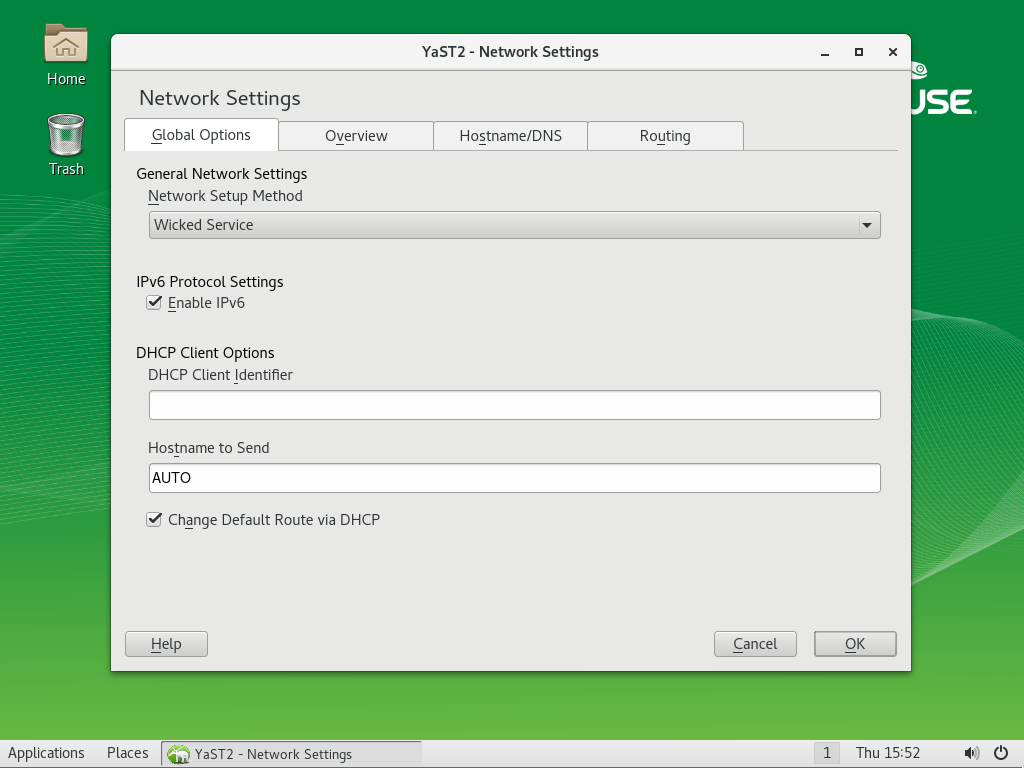 YaST2 - Network Settings
Home
Network Settings
USE
Global Options
Overview
Hostname/DNS
Routing
Trash
General Network Settings
Network Setup Method
Wicked Service
IPv6 Protocol Settings
Enable IPv6
DHCP Client Options
DHCP Client Identifier
Hostname to Send
AUTO
Change Default Route via DHCP
Help
Cancel
OK
Applications
Places
YaST2 - Network Settings
1
Thu 15:52